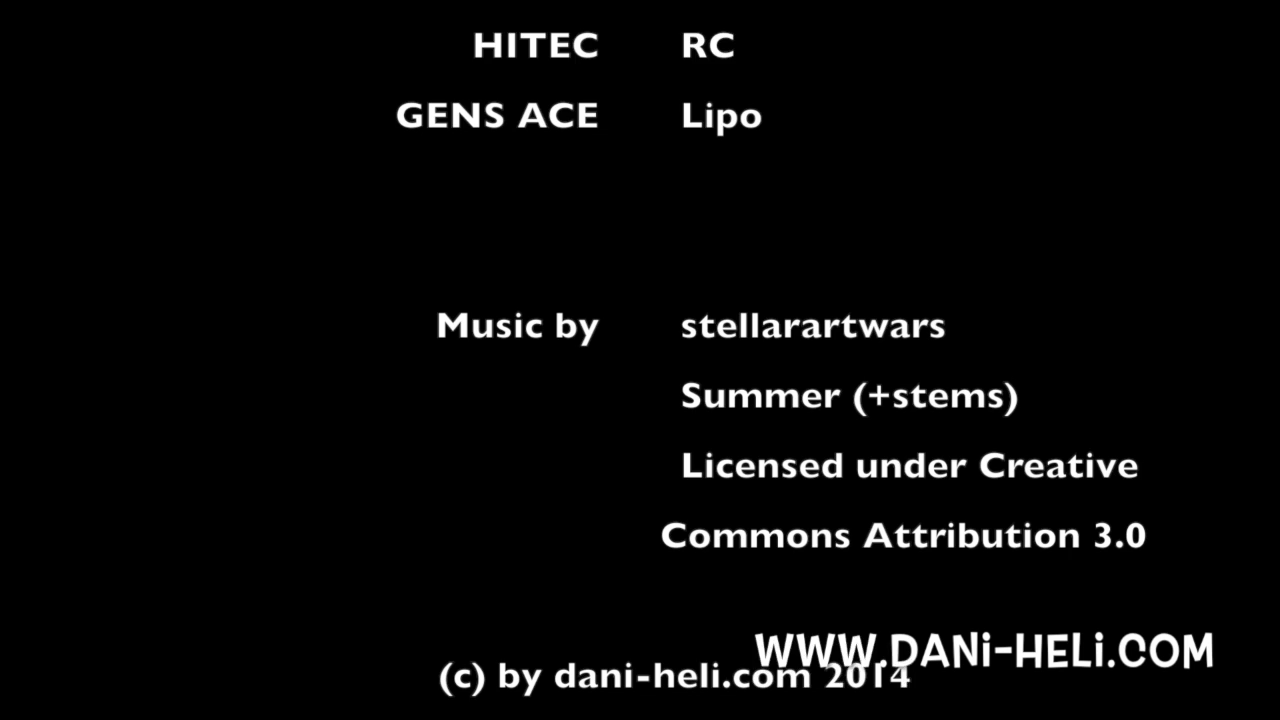 HITEC RC
GENS ACE Lipo
Music by stellarartwars
Summer (+stems)
Licensed under Creative
Commons Attribution 3.0
WWW.DANi-HELi.COM
(c) by dani-heli.com 2014